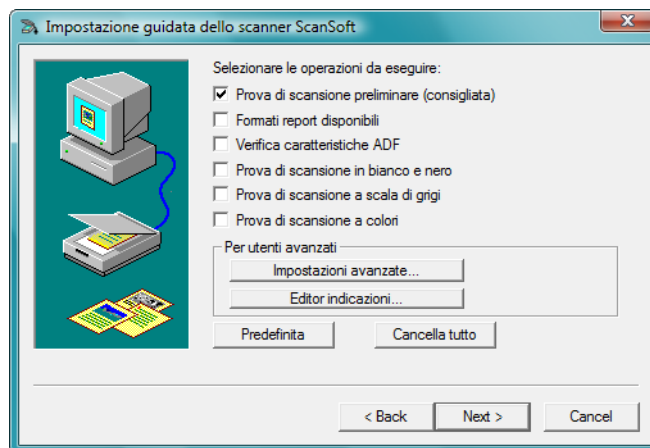 Impostazione guidata dello scanner ScanSoft
Selezionare le operazioni da eseguire:
Prova di scansione preliminare (consigliata)
Formati report disponibili
Verifica caratteristiche ADF
Prova di scansione in bianco e nero
Prova di scansione a scala di grigi
Prova di scansione a colori
Per utenti avanzati
Impostazioni avanzate...
Editor indicazioni...
Predefinita Cancella tutto
< Back Next > Cancel